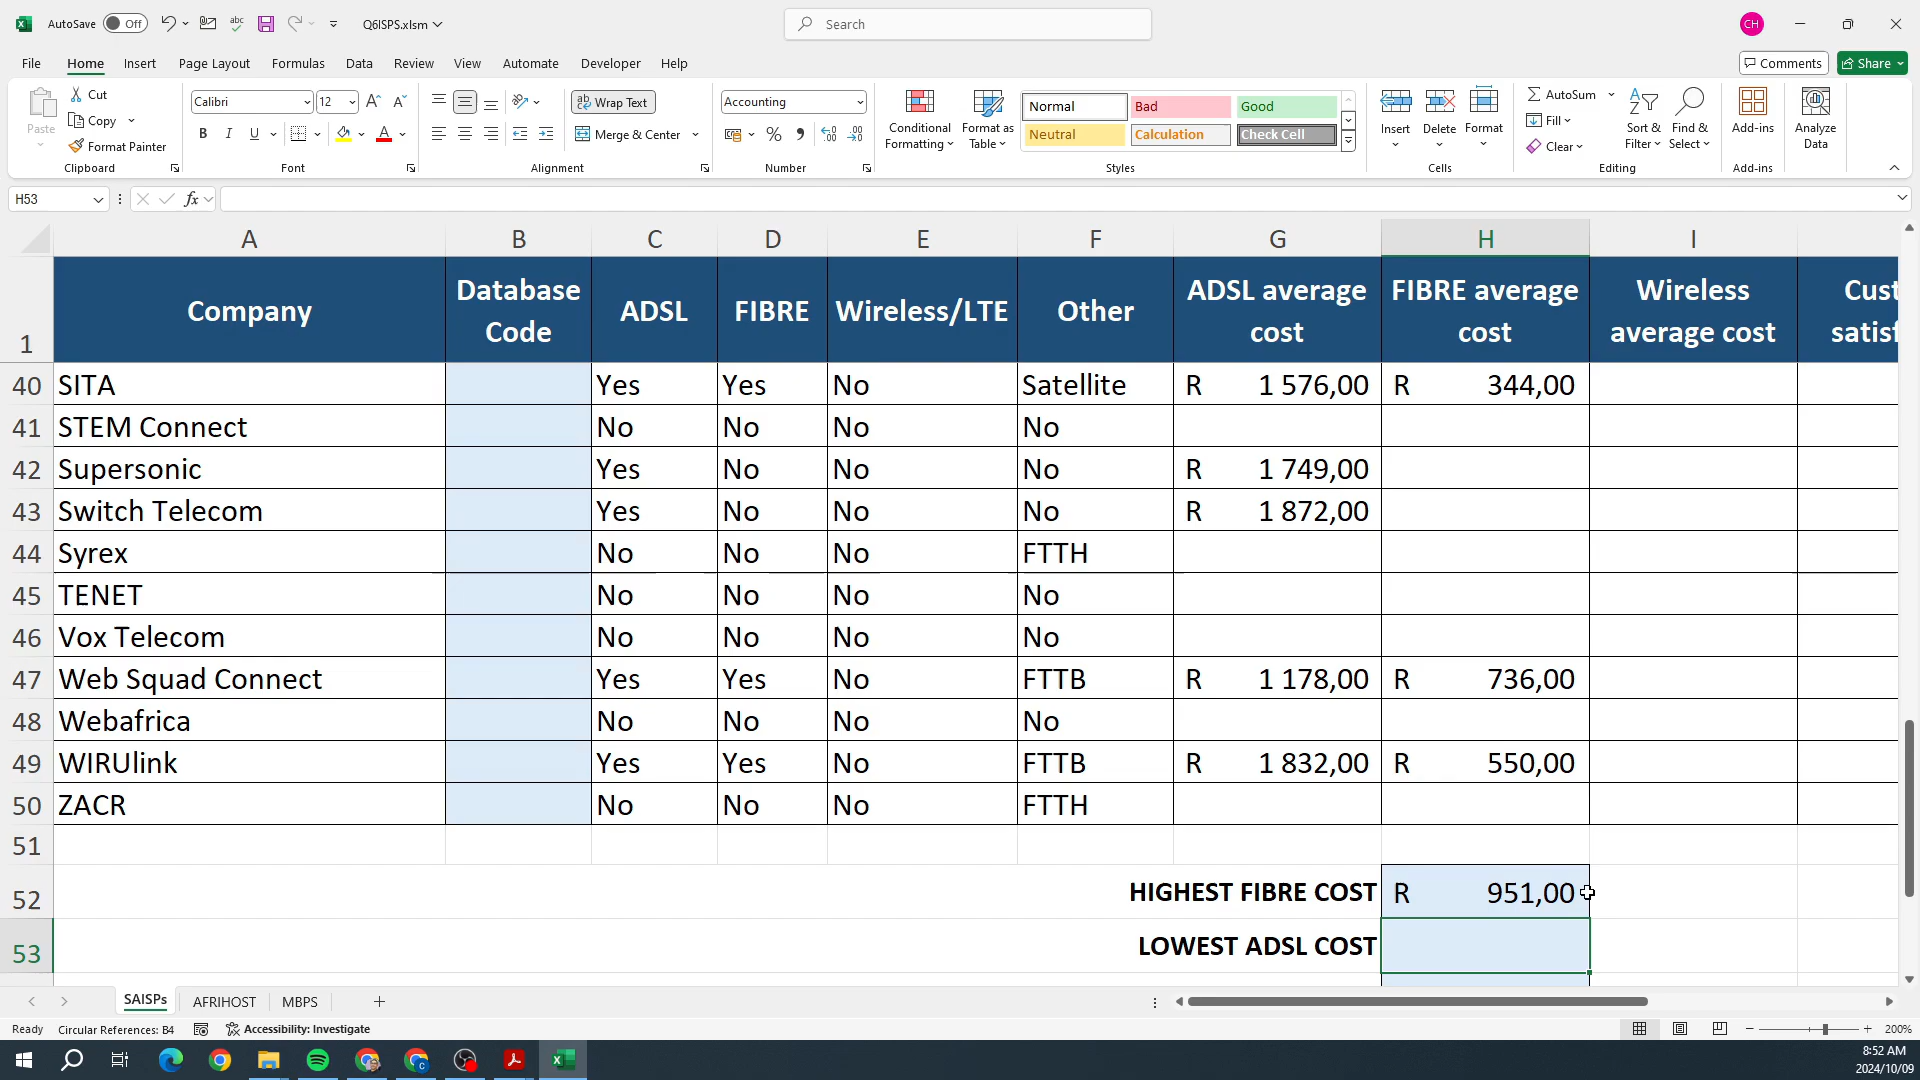 AutoSave Off Q6ISPS.xlsm Search CH
File Home Insert Page Layout Formulas Data Review View Automate Developer Help Comments Share
Paste Cut Copy Format Painter Clipboard
Calibri 12 B I U A A A Font
ab Wrap Text Merge & Center Alignment
Accounting % , Number
Conditional Formatting Format as Table Normal Bad Good Neutral Calculation Check Cell Styles
Insert Delete Format Cells
AutoSum Fill Clear Sort & Filter Find & Select Editing
Add-ins Add-ins
Analyze Data
H53 fx
A B C D E F G H I
1 Company Database Code ADSL FIBRE Wireless/LTE Other ADSL average cost FIBRE average cost Wireless average cost Cust satisf
40 SITA Yes Yes No Satellite R 1 576,00 R 344,00
41 STEM Connect No No No No
42 Supersonic Yes No No No R 1 749,00
43 Switch Telecom Yes No No No R 1 872,00
44 Syrex No No No FTTH
45 TENET No No No No
46 Vox Telecom No No No No
47 Web Squad Connect Yes Yes No FTTB R 1 178,00 R 736,00
48 Webafrica No No No No
49 WIRUlink Yes Yes No FTTB R 1 832,00 R 550,00
50 ZACR No No No FTTH
51
52 HIGHEST FIBRE COST R 951,00
53 LOWEST ADSL COST
SAISPs AFRIHOST MBPS
Ready Circular References: B4 Accessibility: Investigate 200%
8:52 AM
2024/10/09